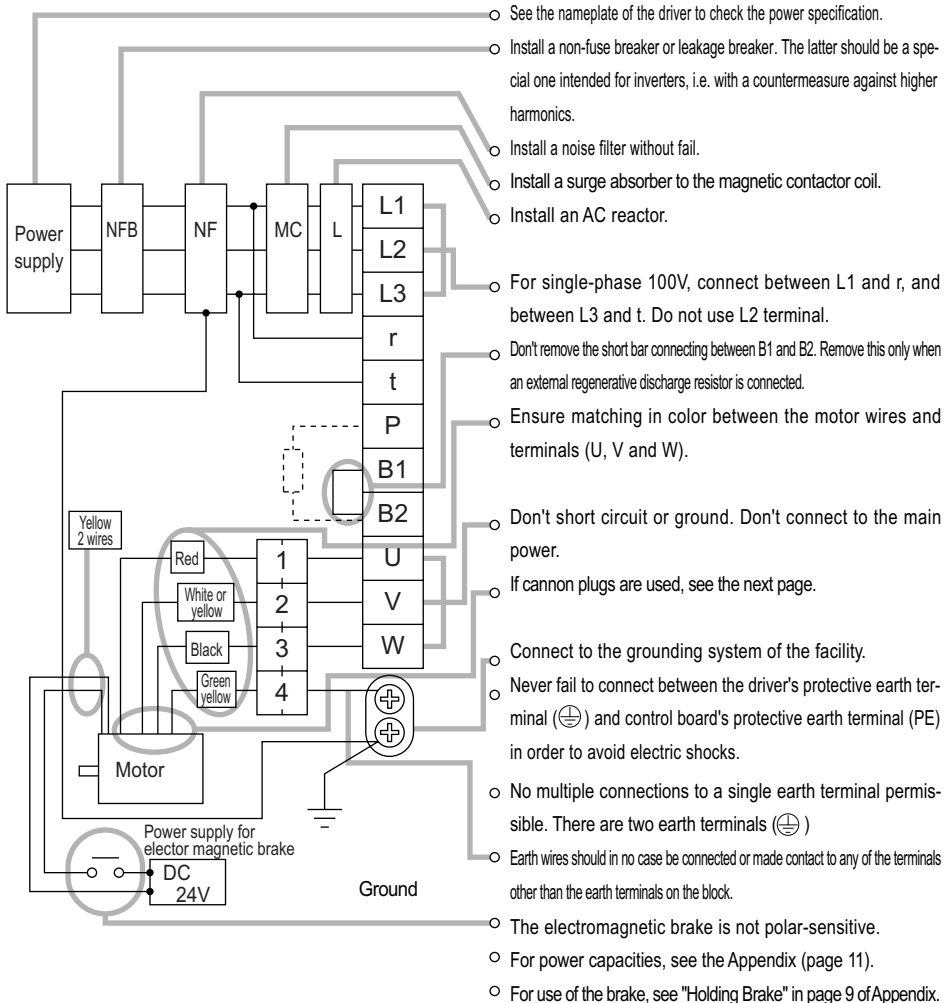 See the nameplate of the driver to check the power specification.
Install a non-fuse breaker or leakage breaker. The latter should be a spe-
cial one intended for inverters, i.e. with a countermeasure against higher
harmonics.
Install a noise filter without fail.
Install a surge absorber to the magnetic contactor coil.
Install an AC reactor.
For single-phase 100V, connect between L1 and r, and
between L3 and t. Do not use L2 terminal.
Don't remove the short bar connecting between B1 and B2. Remove this only when
an external regenerative discharge resistor is connected.
Ensure matching in color between the motor wires and
terminals (U, V and W).
Don't short circuit or ground. Don't connect to the main
power.
If cannon plugs are used, see the next page.
Connect to the grounding system of the facility.
Never fail to connect between the driver's protective earth ter-
minal ( ) and control board's protective earth terminal (PE)
in order to avoid electric shocks.
No multiple connections to a single earth terminal permis-
sible. There are two earth terminals ( )
Earth wires should in no case be connected or made contact to any of the terminals
other than the earth terminals on the block.
The electromagnetic brake is not polar-sensitive.
For power capacities, see the Appendix (page 11).
For use of the brake, see "Holding Brake" in page 9 of Appendix.
Power
supply
NFB
NF
MC
L
L1
L2
L3
r
t
P
B1
B2
U
V
W
Yellow
2 wires
Red
White or
yellow
Black
Green
yellow
1
2
3
4
Motor
Power supply for
elector magnetic brake
DC
24V
Ground